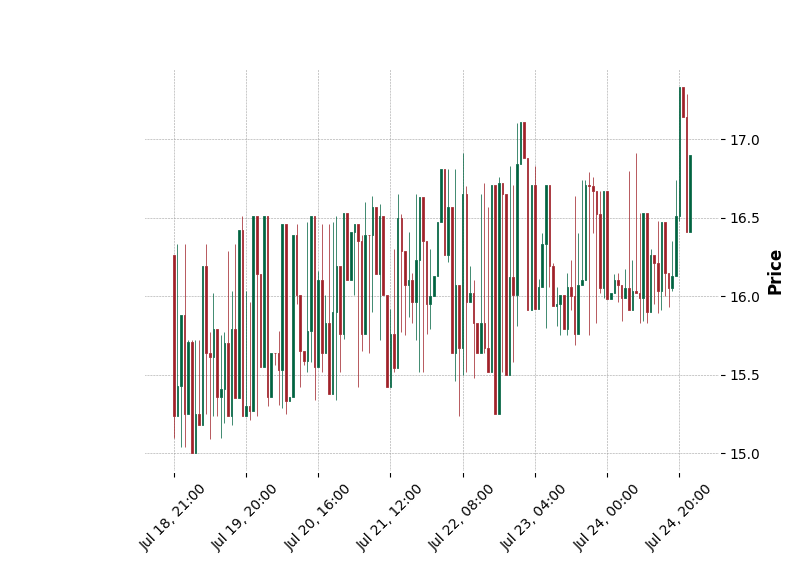 17.0
16.5
16.0
15.5
15.0
Price
Jul 18, 21:00
Jul 19, 20:00
Jul 20, 16:00
Jul 21, 12:00
Jul 22, 08:00
Jul 23, 04:00
Jul 24, 00:00
Jul 24, 20:00